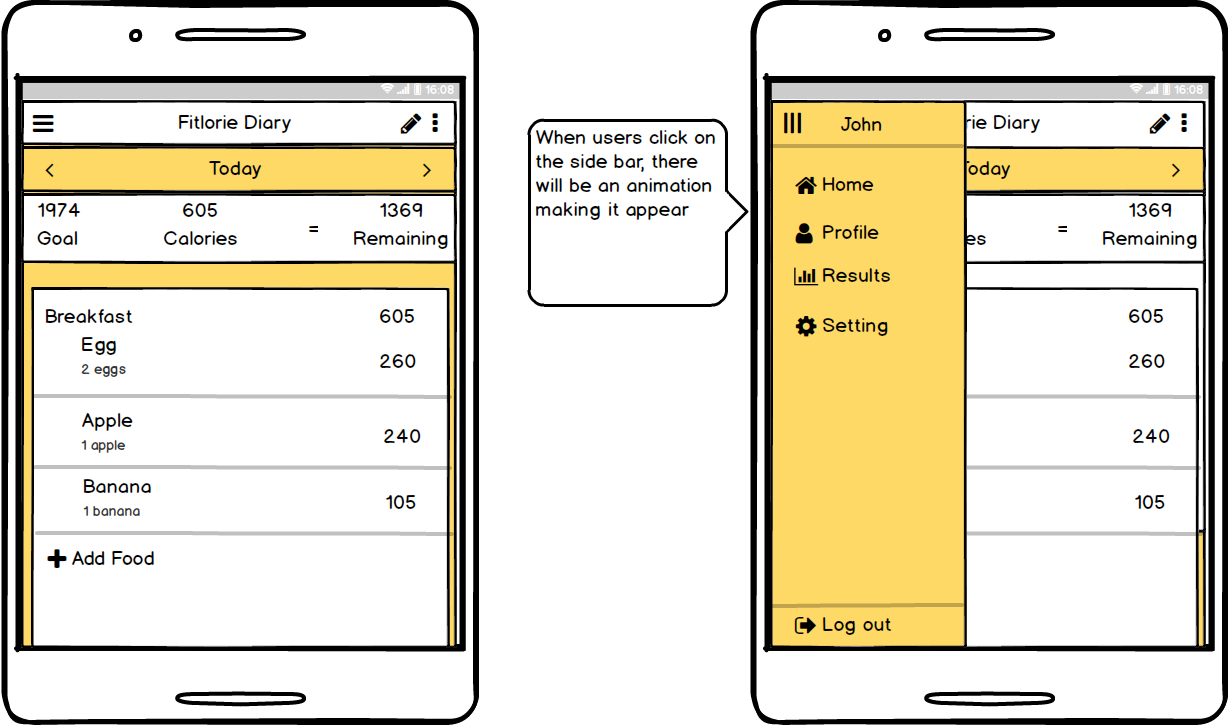 16:08
Fitlorie Diary
Today
1974 605 1369
Goal Calories = Remaining
Breakfast 605
Egg
2 eggs 260
Apple
1 apple 240
Banana
1 banana 105
Add Food
When users click on
the side bar, there
will be an animation
making it appear
16:08
John rie Diary
oday
1369
es = Remaining
Home
Profile
Results
Setting
605
260
240
105
Log out